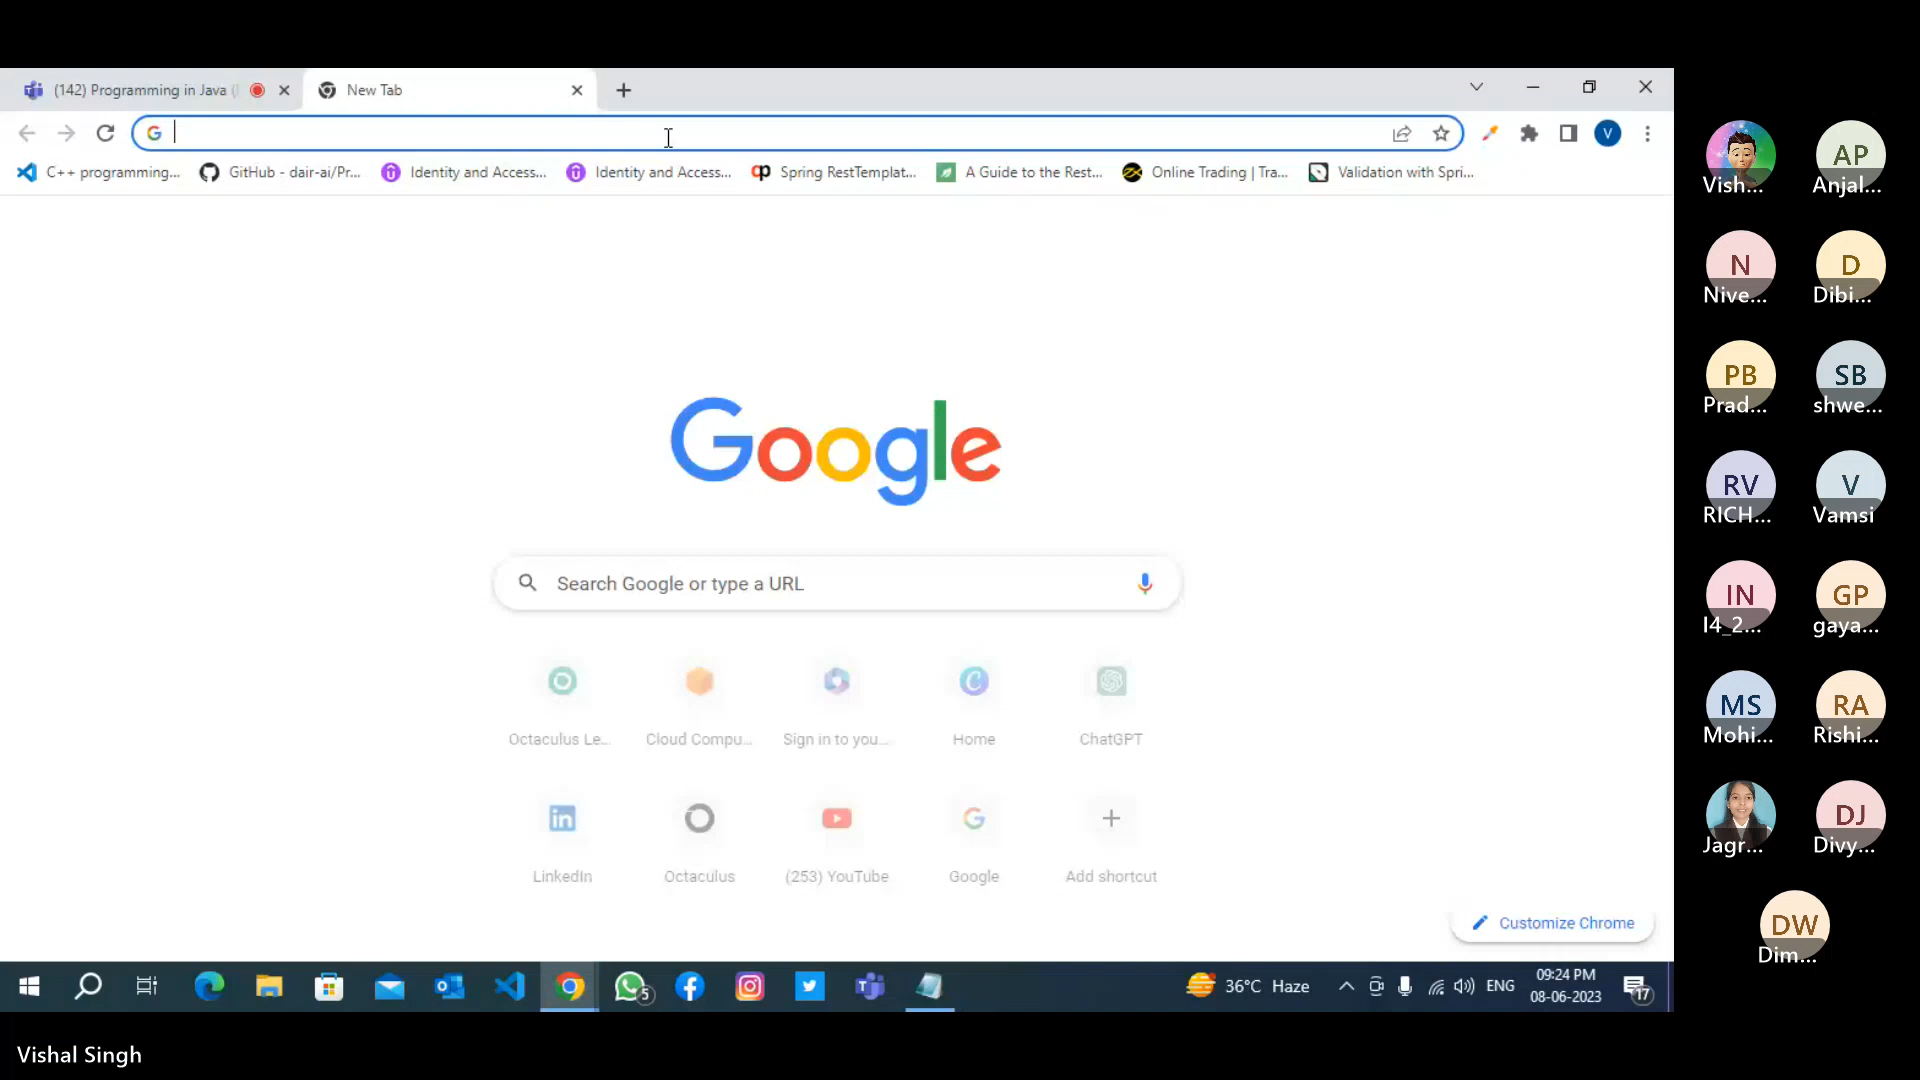 (142) Programming in Java (
New Tab
G
C++ programming...
GitHub - dair-ai/Pr...
Identity and Access...
Identity and Access...
Spring RestTemplat...
A Guide to the Rest...
Online Trading | Tra...
Validation with Spri...
V
Google
Search Google or type a URL
Octaculus Le...
Cloud Compu...
Sign in to you...
Home
ChatGPT
LinkedIn
Octaculus
(253) YouTube
Google
Add shortcut
Customize Chrome
5
36°C Haze
ENG
09:24 PM
08-06-2023
17
Vish...
AP
Anjal...
N
Nive...
D
Dibi...
PB
Prad...
SB
shwe...
RV
RICH...
V
Vamsi
IN
I4_2...
GP
gaya...
MS
Mohi...
RA
Rishi...
Jagr...
DJ
Divy...
DW
Dim...
Vishal Singh